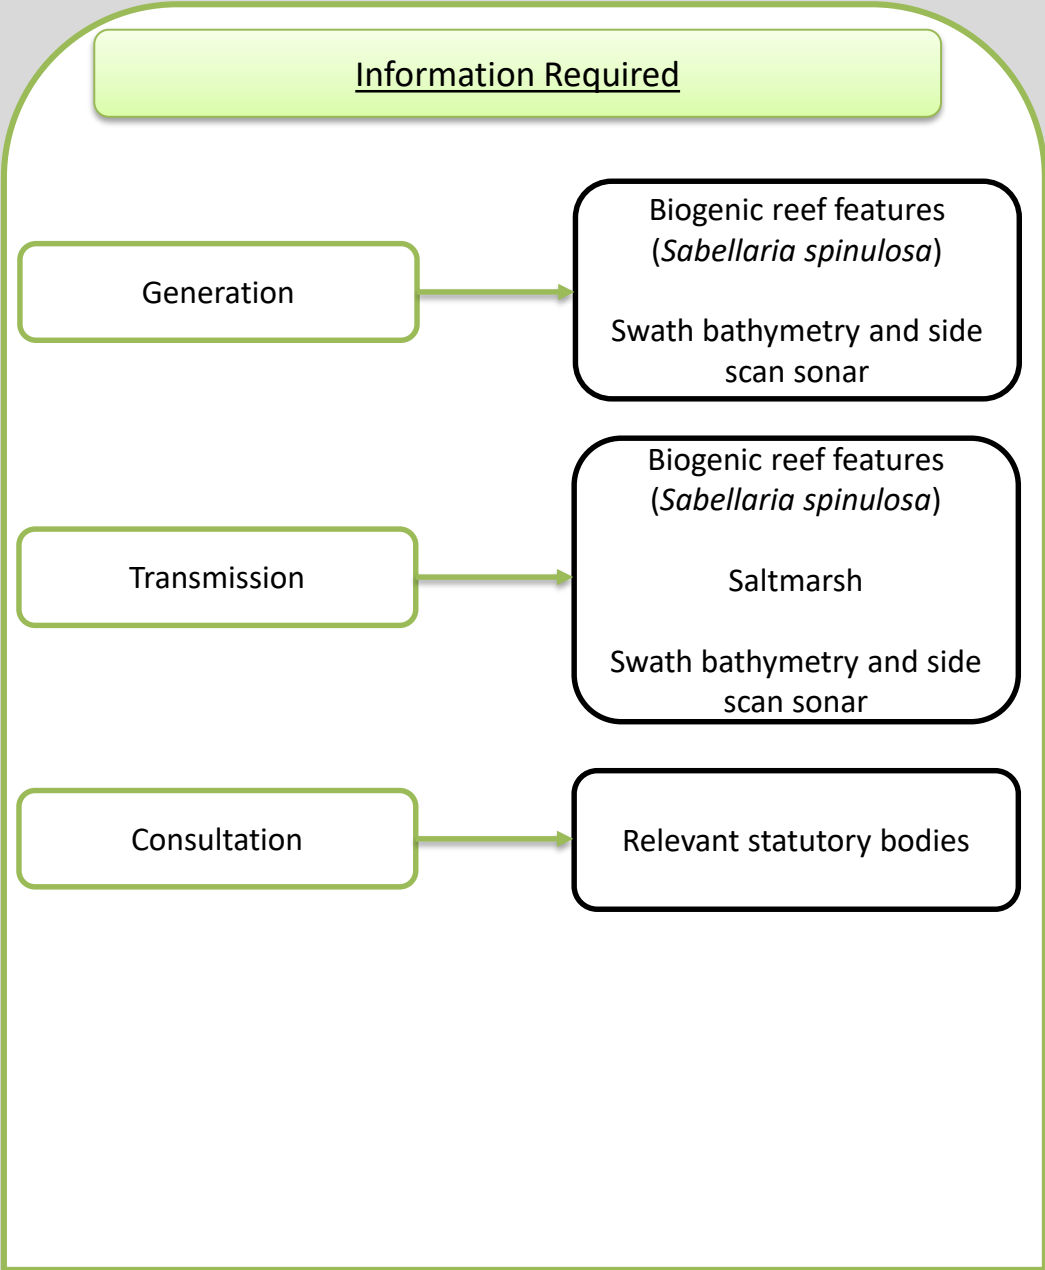 Information Required
Generation
Biogenic reef features
(Sabellaria spinulosa)
Swath bathymetry and side
scan sonar
Transmission
Biogenic reef features
(Sabellaria spinulosa)
Saltmarsh
Swath bathymetry and side
scan sonar
Consultation
Relevant statutory bodies